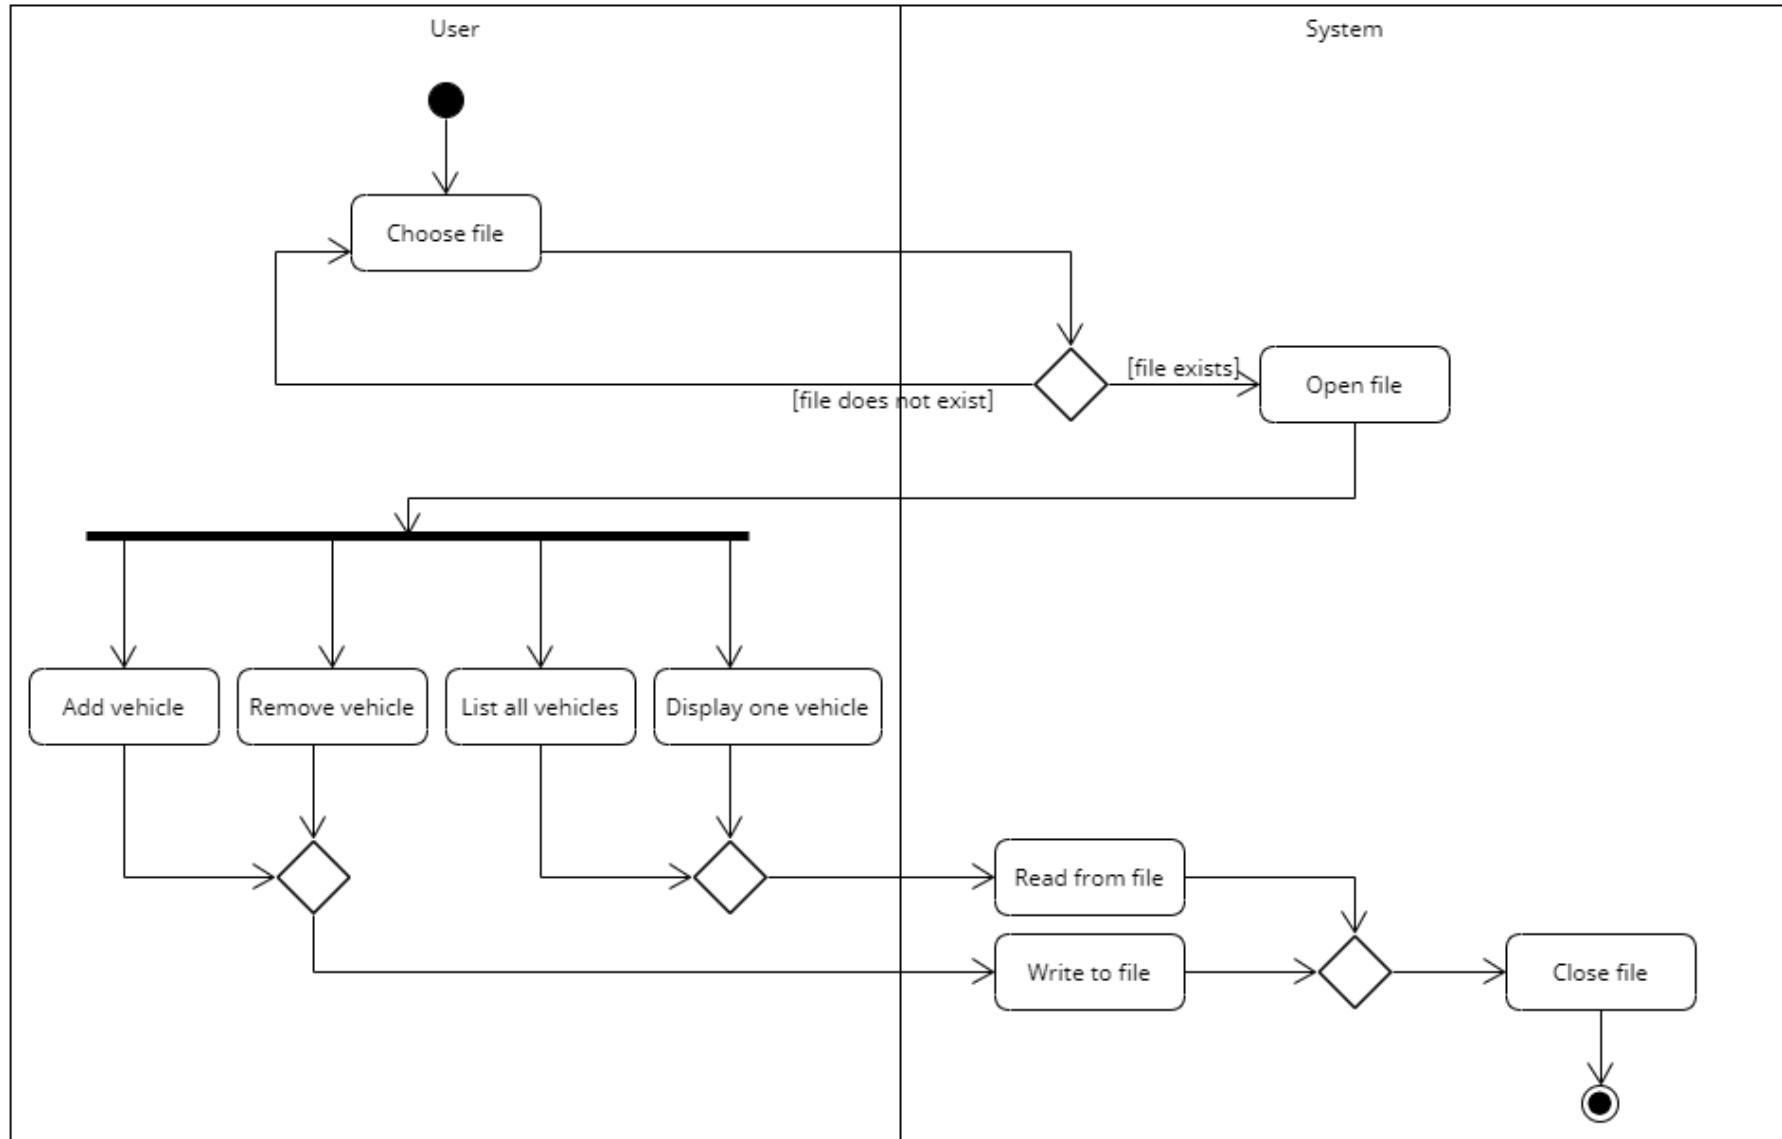 User
System
Choose file
[file exists]
Open file
[file does not exist]
Add vehicle
Remove vehicle
List all vehicles
Display one vehicle
Read from file
Write to file
Close file